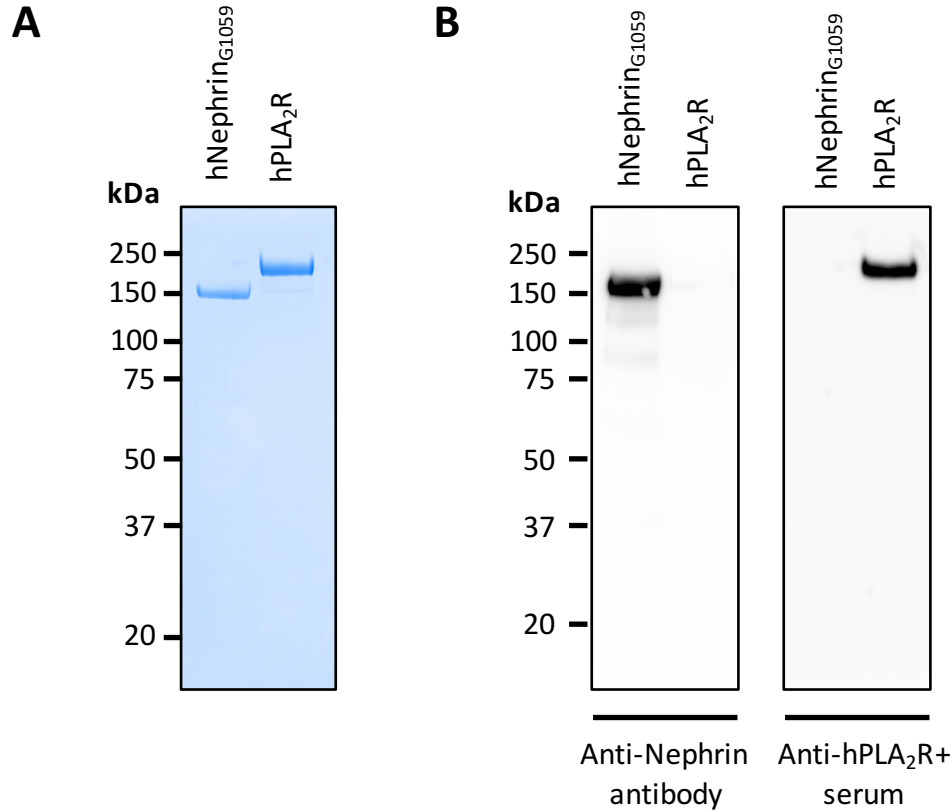 A
hNephrinG1059
hPLA2R
kDa
250
150
100
75
50
37
20
B
hNephrinG1059
hPLA2R
hNephrinG1059
hPLA2R
kDa
250
150
100
75
50
37
20
Anti-Nephrin
antibody
Anti-hPLA2R+
serum